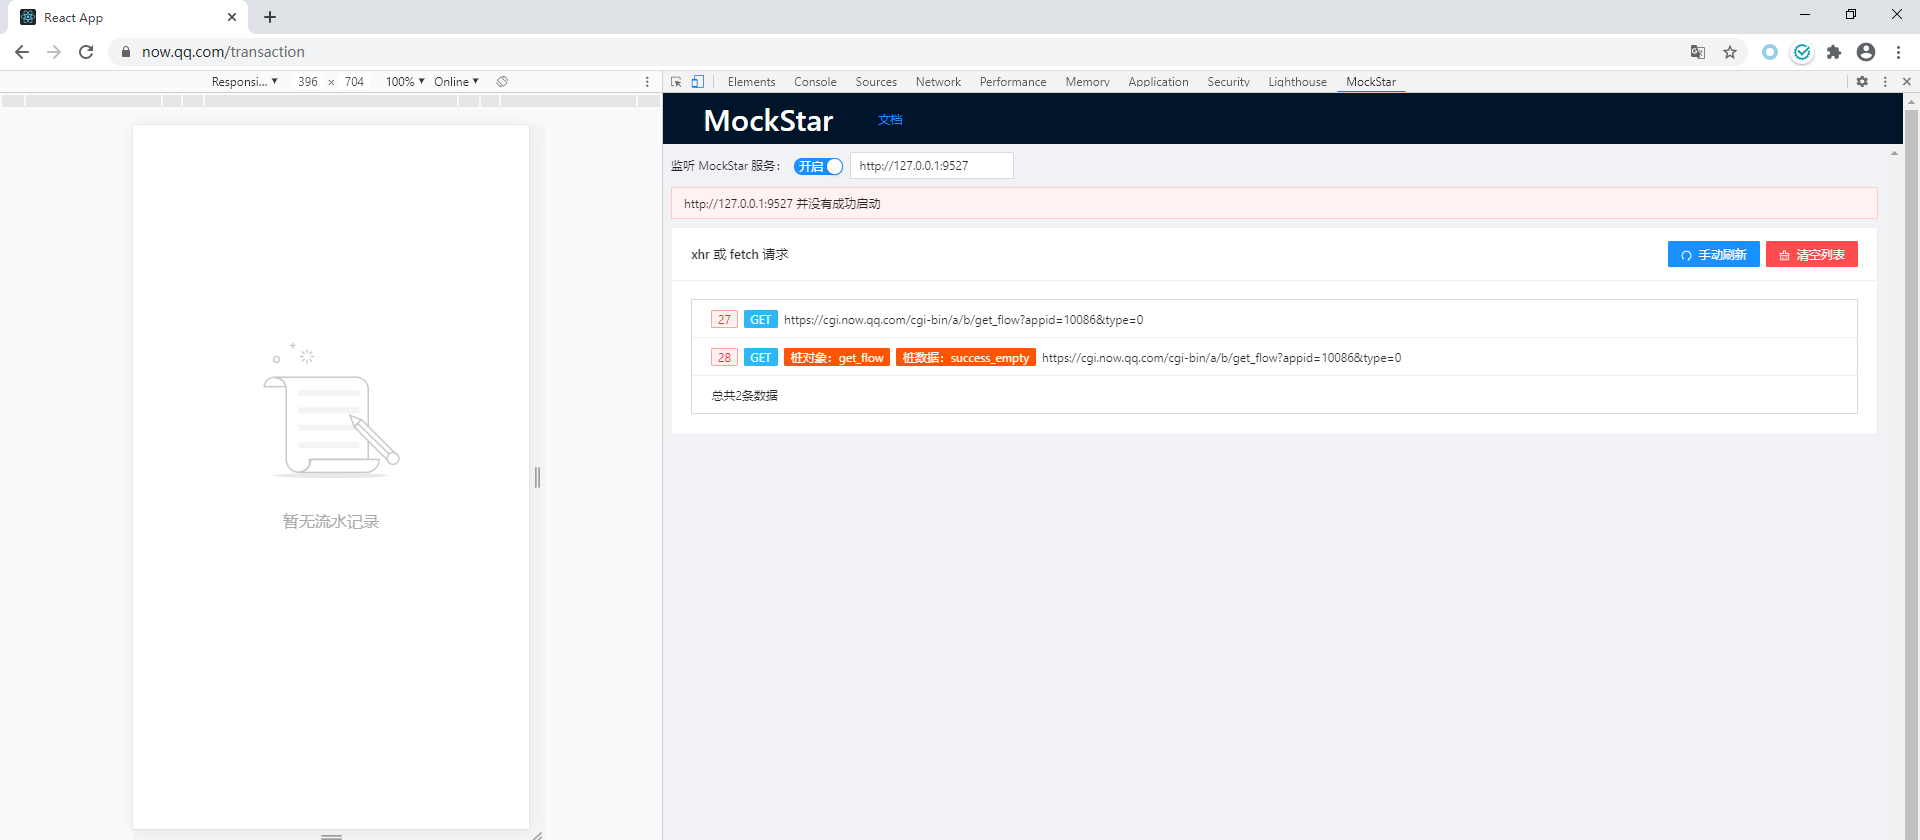 React App
now.qq.com/transaction
Responsi... 396 × 704 100% Online
Elements Console Sources Network Performance Memory Application Security Lighthouse MockStar
MockStar 文档
监听 MockStar 服务： 开启 http://127.0.0.1:9527
http://127.0.0.1:9527 并没有成功启动
xhr 或 fetch 请求 手动刷新 清空列表
27 GET https://cgi.now.qq.com/cgi-bin/a/b/get_flow?appid=10086&type=0
28 GET 桩对象：get_flow 桩数据：success_empty https://cgi.now.qq.com/cgi-bin/a/b/get_flow?appid=10086&type=0
总共2条数据
暂无流水记录